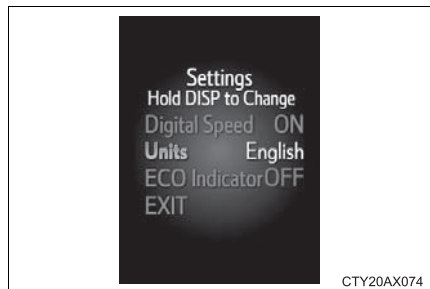 Settings
Hold DISP to Change
Digital Speed ON
Units English
ECO Indicator OFF
EXIT
CTY20AX074